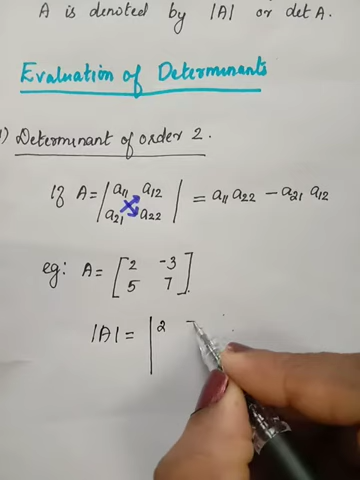 A is denoted by |A| or det A.
Evaluation of Determinants
1) Determinant of order 2.
If A = | a₁₁ a₁₂ | = a₁₁ a₂₂ − a₂₁ a₁₂
| a₂₁ a₂₂ |
eg: A = [ 2 -3 ]
[ 5 7 ]
|A| = | 2 -